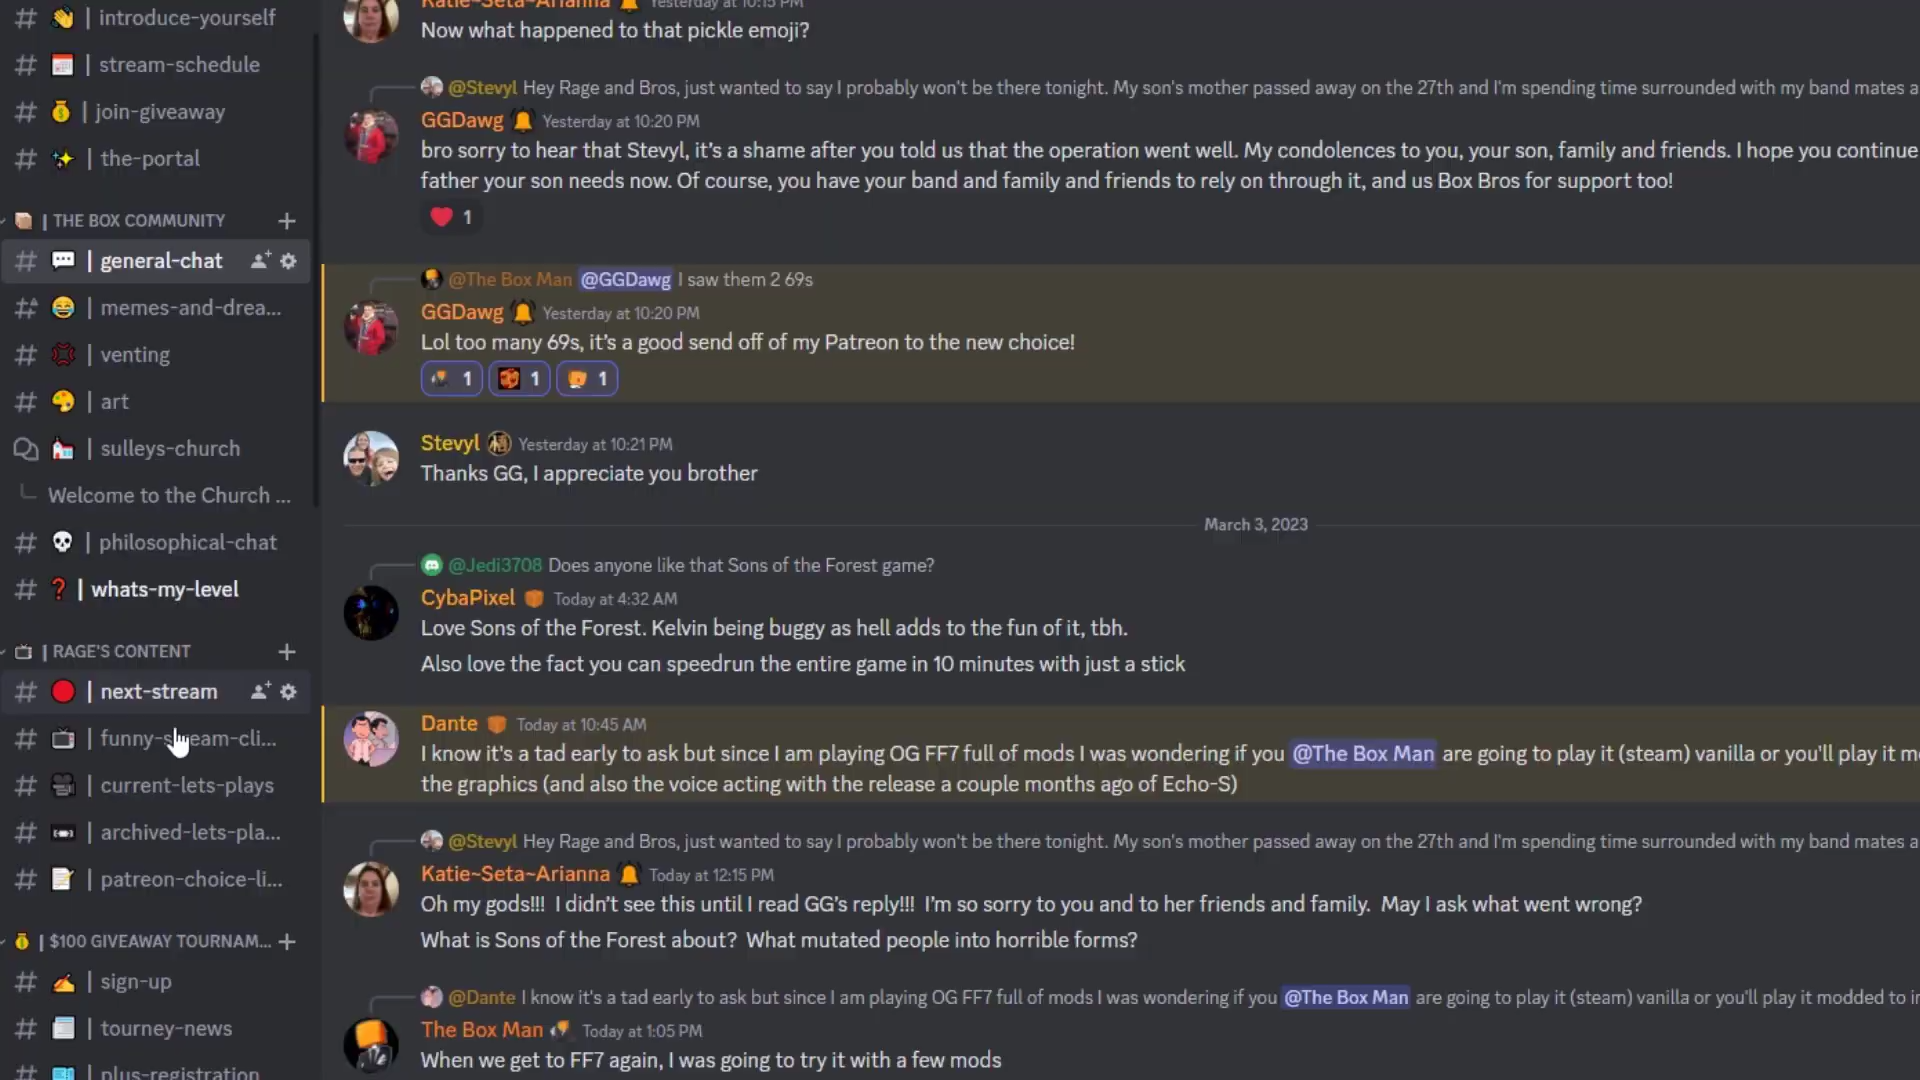 introduce-yourself
stream-schedule
join-giveaway
the-portal
| THE BOX COMMUNITY
general-chat
memes-and-drea...
venting
art
sulleys-church
Welcome to the Church ...
philosophical-chat
whats-my-level
| RAGE'S CONTENT
next-stream
current-lets-plays
archived-lets-pla...
patreon-choice-li...
$100 GIVEAWAY TOURNAM...
sign-up
tourney-news
plus-registration
Katie~Seta~Arianna Yesterday at 10:15 PM
Now what happened to that pickle emoji?
@Stevyl Hey Rage and Bros, just wanted to say I probably won't be there tonight. My son's mother passed away on the 27th and I'm spending time surrounded with my band mates a
GGDawg Yesterday at 10:20 PM
bro sorry to hear that Stevyl, it's a shame after you told us that the operation went well. My condolences to you, your son, family and friends. I hope you continue
father your son needs now. Of course, you have your band and family and friends to rely on through it, and us Box Bros for support too!
1
@The Box Man @GGDawg I saw them 2 69s
GGDawg Yesterday at 10:20 PM
Lol too many 69s, it's a good send off of my Patreon to the new choice!
1 1 1
Stevyl Yesterday at 10:21 PM
Thanks GG, I appreciate you brother
March 3, 2023
@Jedi3708 Does anyone like that Sons of the Forest game?
CybaPixel Today at 4:32 AM
Love Sons of the Forest. Kelvin being buggy as hell adds to the fun of it, tbh.
Also love the fact you can speedrun the entire game in 10 minutes with just a stick
Dante Today at 10:45 AM
I know it's a tad early to ask but since I am playing OG FF7 full of mods I was wondering if you @The Box Man are going to play it (steam) vanilla or you'll play it
the graphics (and also the voice acting with the release a couple months ago of Echo-S)
@Stevyl Hey Rage and Bros, just wanted to say I probably won't be there tonight. My son's mother passed away on the 27th and I'm spending time surrounded with my band mates a
Katie~Seta~Arianna Today at 12:15 PM
Oh my gods!!! I didn't see this until I read GG's reply!!! I'm so sorry to you and to her friends and family. May I ask what went wrong?
What is Sons of the Forest about? What mutated people into horrible forms?
@Dante I know it's a tad early to ask but since I am playing OG FF7 full of mods I was wondering if you @The Box Man are going to play it (steam) vanilla or you'll play it modded to i
The Box Man Today at 1:05 PM
When we get to FF7 again, I was going to try it with a few mods